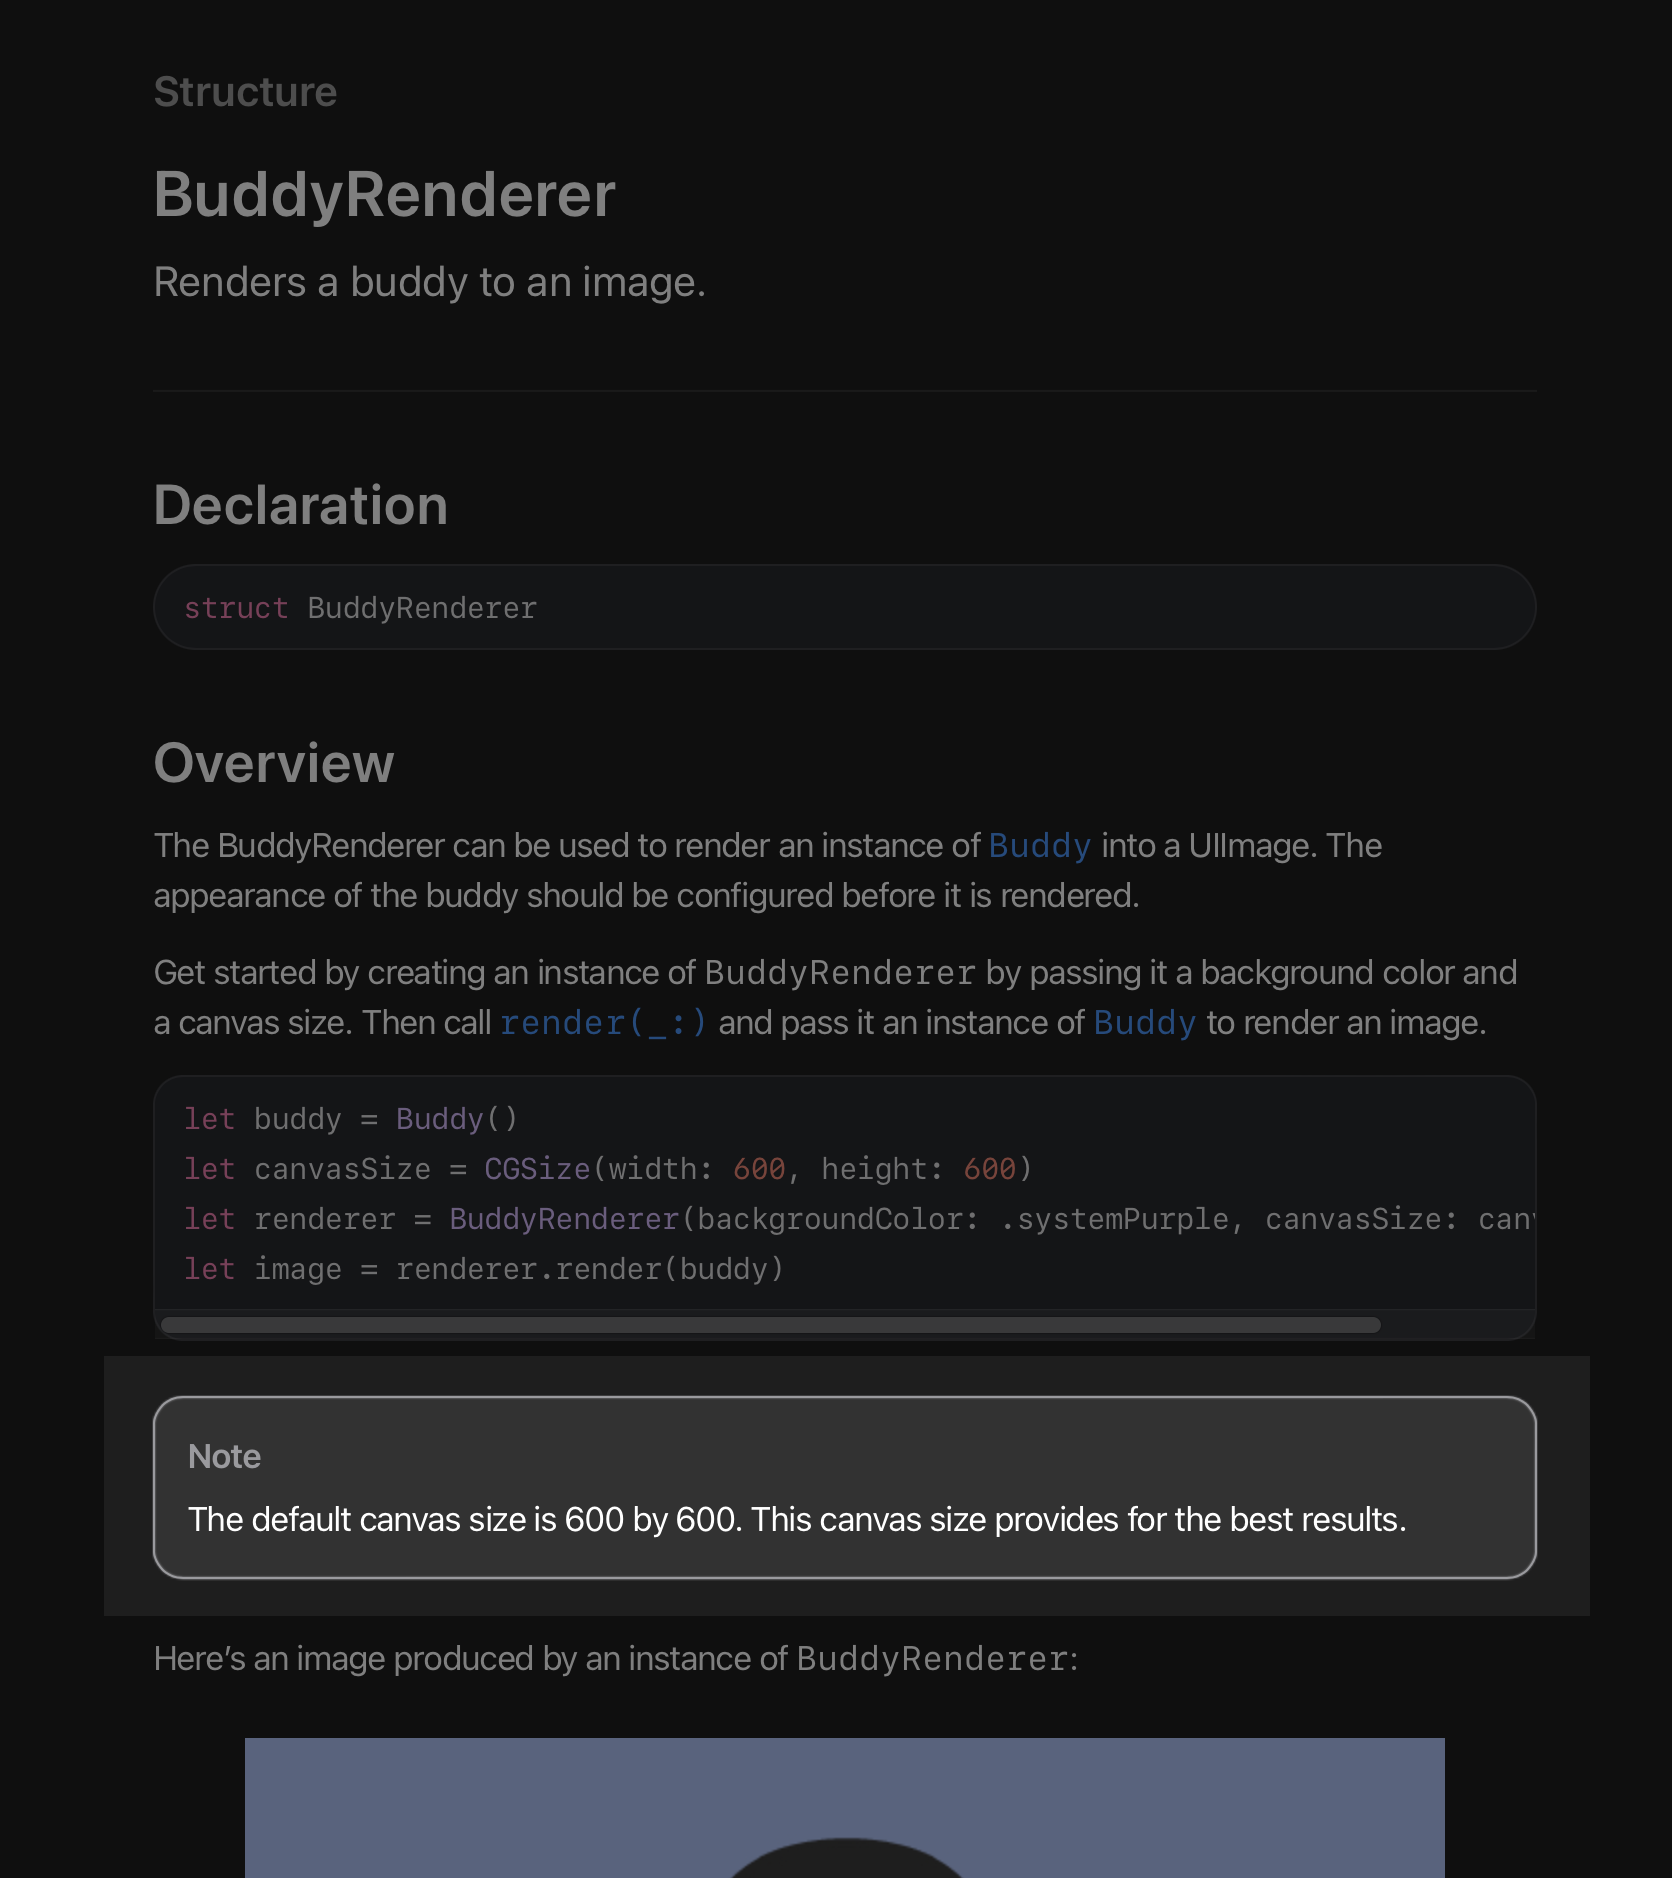 Structure
BuddyRenderer
Renders a buddy to an image.
Declaration
struct BuddyRenderer
Overview
The BuddyRenderer can be used to render an instance of Buddy into a UIImage. The
appearance of the buddy should be configured before it is rendered.
Get started by creating an instance of BuddyRenderer by passing it a background color and
a canvas size. Then call render(_:) and pass it an instance of Buddy to render an image.
let buddy = Buddy()
let canvasSize = CGSize(width: 600, height: 600)
let renderer = BuddyRenderer(backgroundColor: .systemPurple, canvasSize: can
let image = renderer.render(buddy)
Note
The default canvas size is 600 by 600. This canvas size provides for the best results.
Here’s an image produced by an instance of BuddyRenderer: